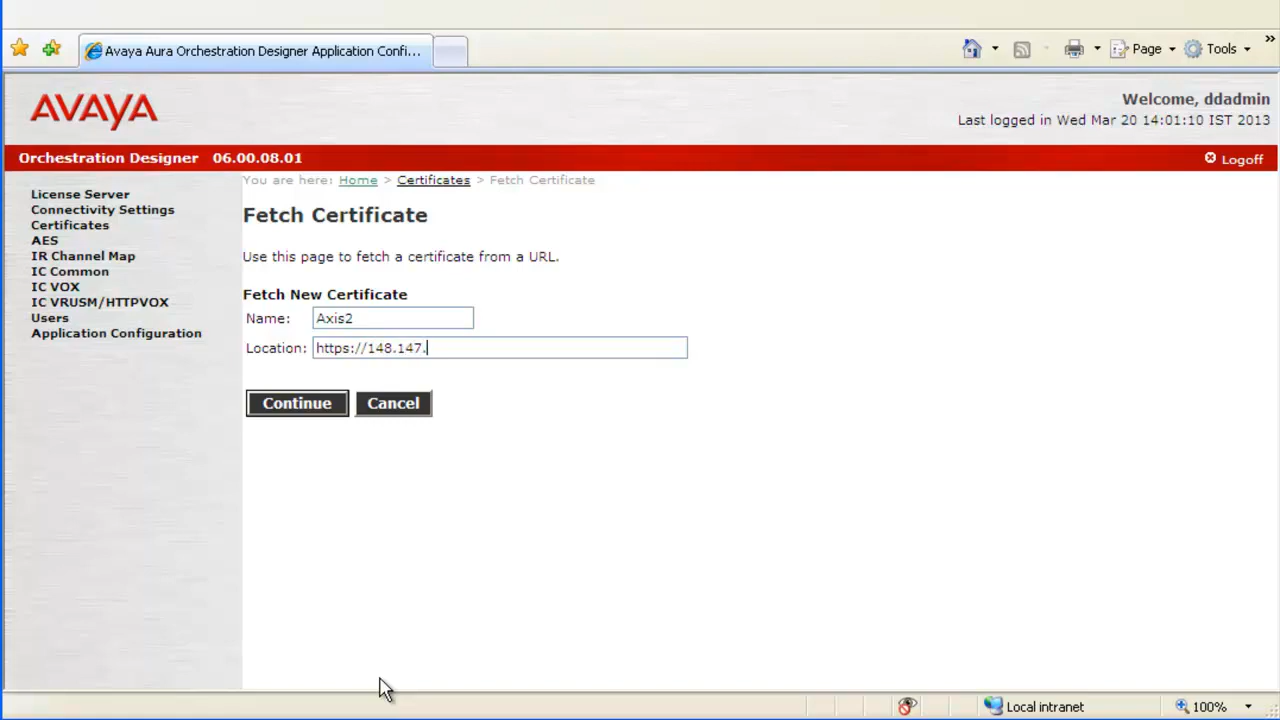 Avaya Aura Orchestration Designer Application Confi...
Page
Tools
»
AVAYA
Welcome, ddadmin
Last logged in Wed Mar 20 14:01:10 IST 2013
Orchestration Designer 06.00.08.01
Logoff
You are here: Home > Certificates > Fetch Certificate
License Server
Connectivity Settings
Certificates
AES
IR Channel Map
IC Common
IC VOX
IC VRUSM/HTTPVOX
Users
Application Configuration
Fetch Certificate
Use this page to fetch a certificate from a URL.
Fetch New Certificate
Name: Axis2
Location: https://148.147.
Continue Cancel
Local intranet
100%